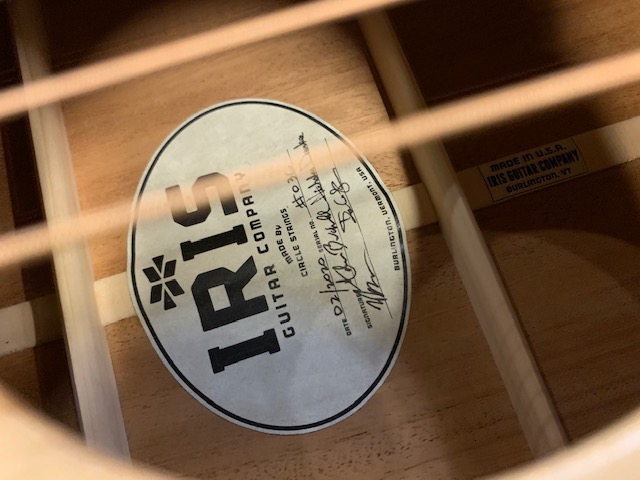 IRIS
GUITAR COMPANY
MADE BY
CIRCLE STRINGS
DATE 02/2020 SERIAL NO.
SIGNATURE
BURLINGTON, VERMONT, USA
MADE IN U.S.A.
IRIS GUITAR COMPANY
BURLINGTON, VT